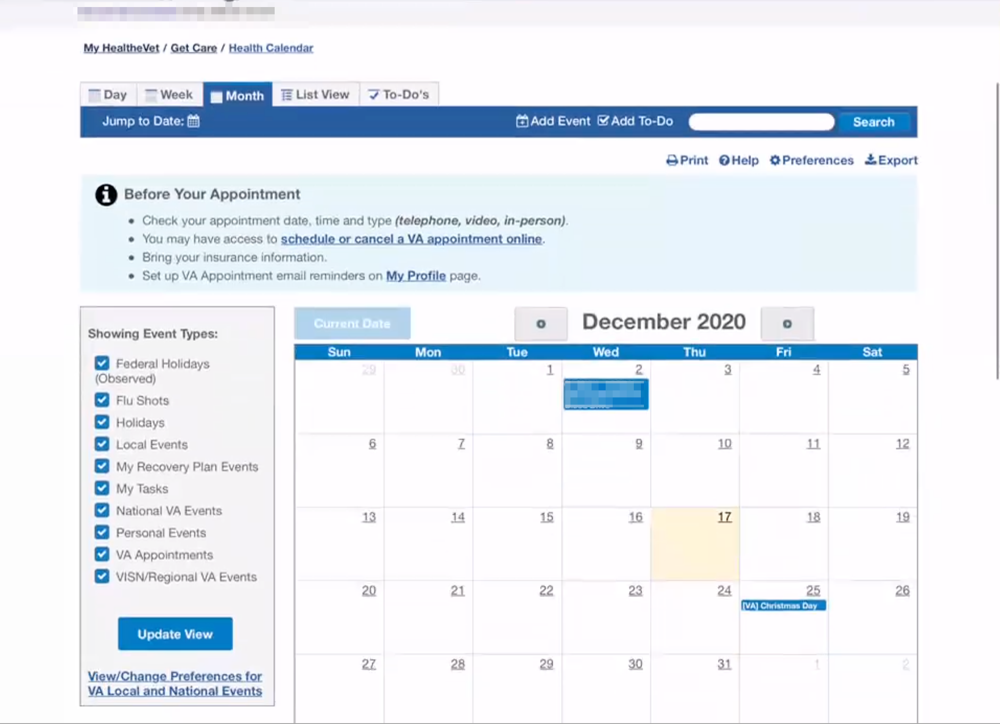 My HealtheVet / Get Care / Health Calendar
Day Week Month List View To-Do's
Jump to Date: Add Event Add To-Do Search
Print Help Preferences Export
Before Your Appointment
• Check your appointment date, time and type (telephone, video, in-person).
• You may have access to schedule or cancel a VA appointment online.
• Bring your insurance information.
• Set up VA Appointment email reminders on My Profile page.
Showing Event Types:
Federal Holidays
(Observed)
Flu Shots
Holidays
Local Events
My Recovery Plan Events
My Tasks
National VA Events
Personal Events
VA Appointments
VISN/Regional VA Events
Update View
View/Change Preferences for
VA Local and National Events
Current Date December 2020
Sun Mon Tue Wed Thu Fri Sat
29 30 1 2 3 4 5
6 7 8 9 10 11 12
13 14 15 16 17 18 19
20 21 22 23 24 25 26
[VA] Christmas Day
27 28 29 30 31 1 2